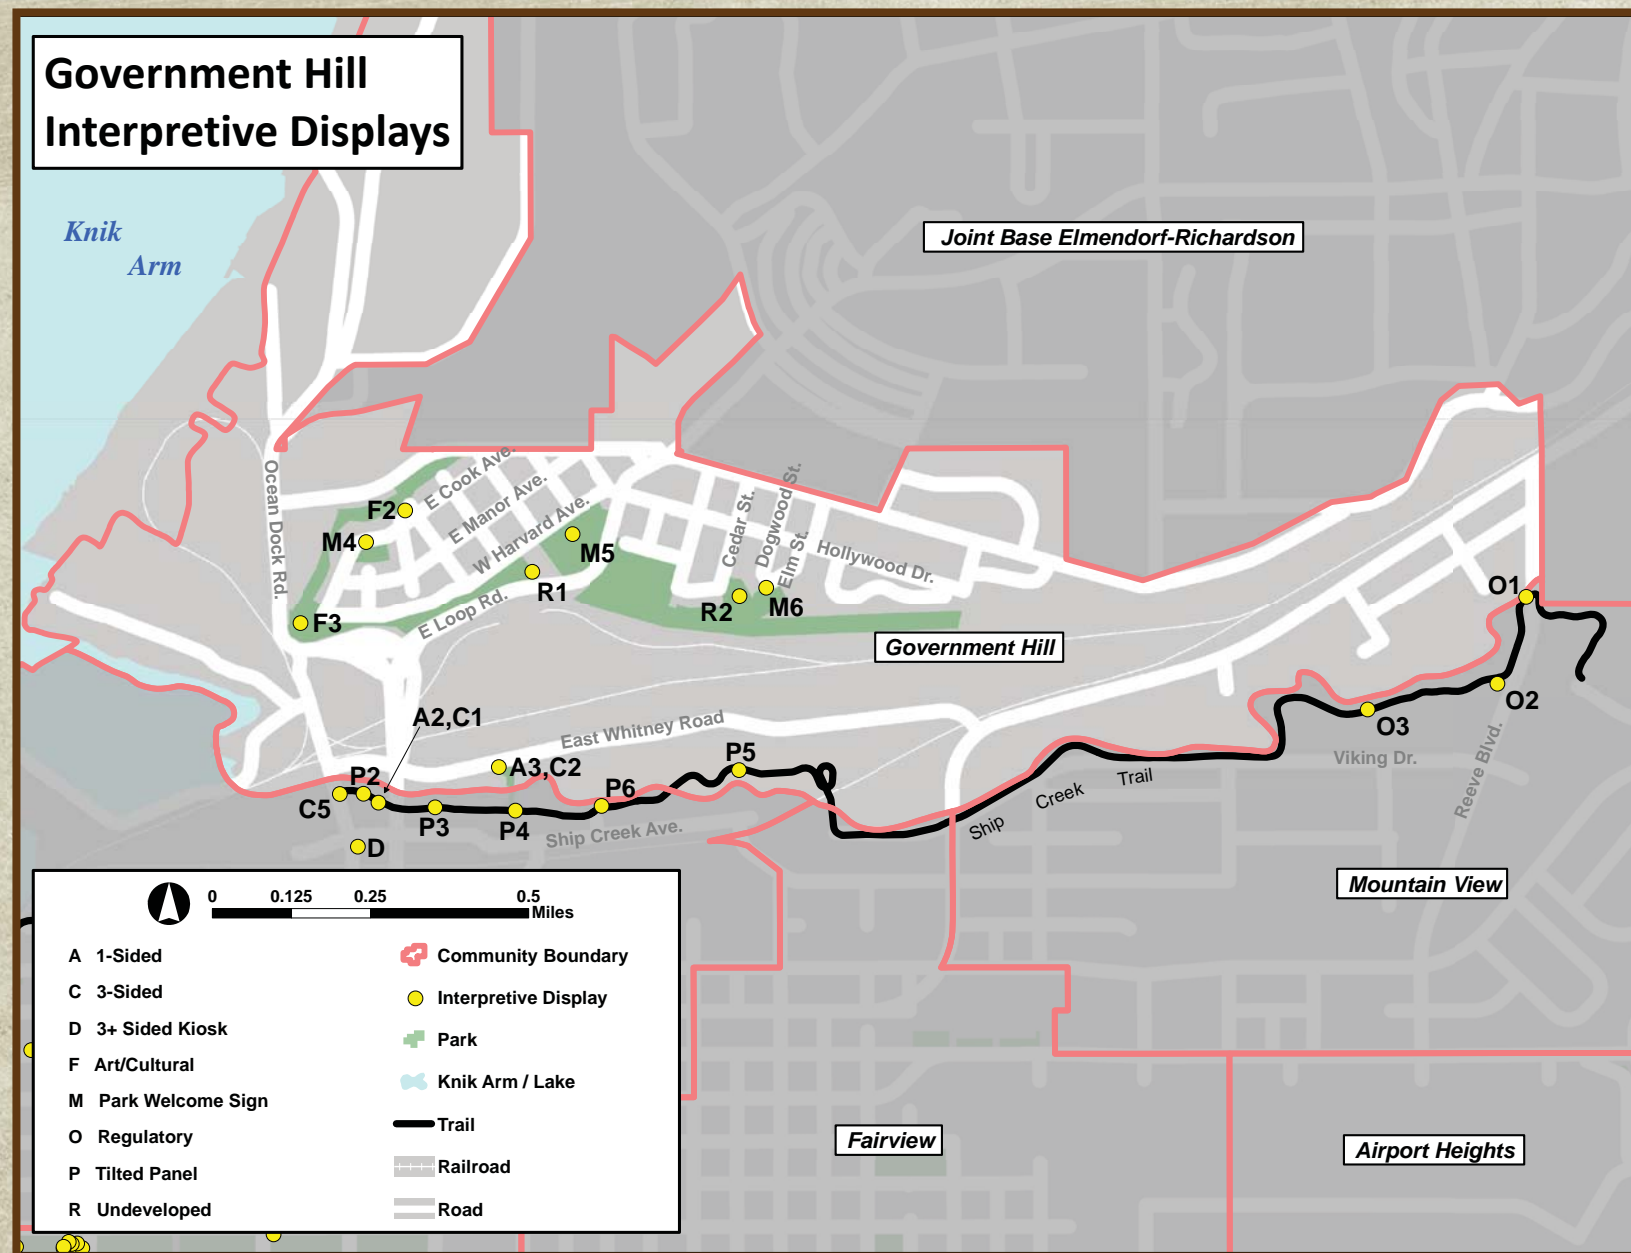 Government Hill
Interpretive Displays
Knik
Arm
Joint Base Elmendorf-Richardson
Ocean Dock Rd.
E Cook Ave.
E Manor Ave.
W Harvard Ave.
E Loop Rd.
Cedar St.
Dogwood St.
Elm St.
Hollywood Dr.
F2
M4
M5
R1
F3
R2
M6
O1
Government Hill
O2
O3
A2,C1
East Whitney Road
Viking Dr.
Reeve Blvd.
A3,C2
P5
P2
C5
P6
P3
P4
Ship Creek Trail
Ship Creek Ave.
D
Mountain View
0 0.125 0.25 0.5
Miles
A 1-Sided
C 3-Sided
D 3+ Sided Kiosk
F Art/Cultural
M Park Welcome Sign
O Regulatory
P Tilted Panel
R Undeveloped
Community Boundary
Interpretive Display
Park
Knik Arm / Lake
Trail
Railroad
Road
Fairview
Airport Heights